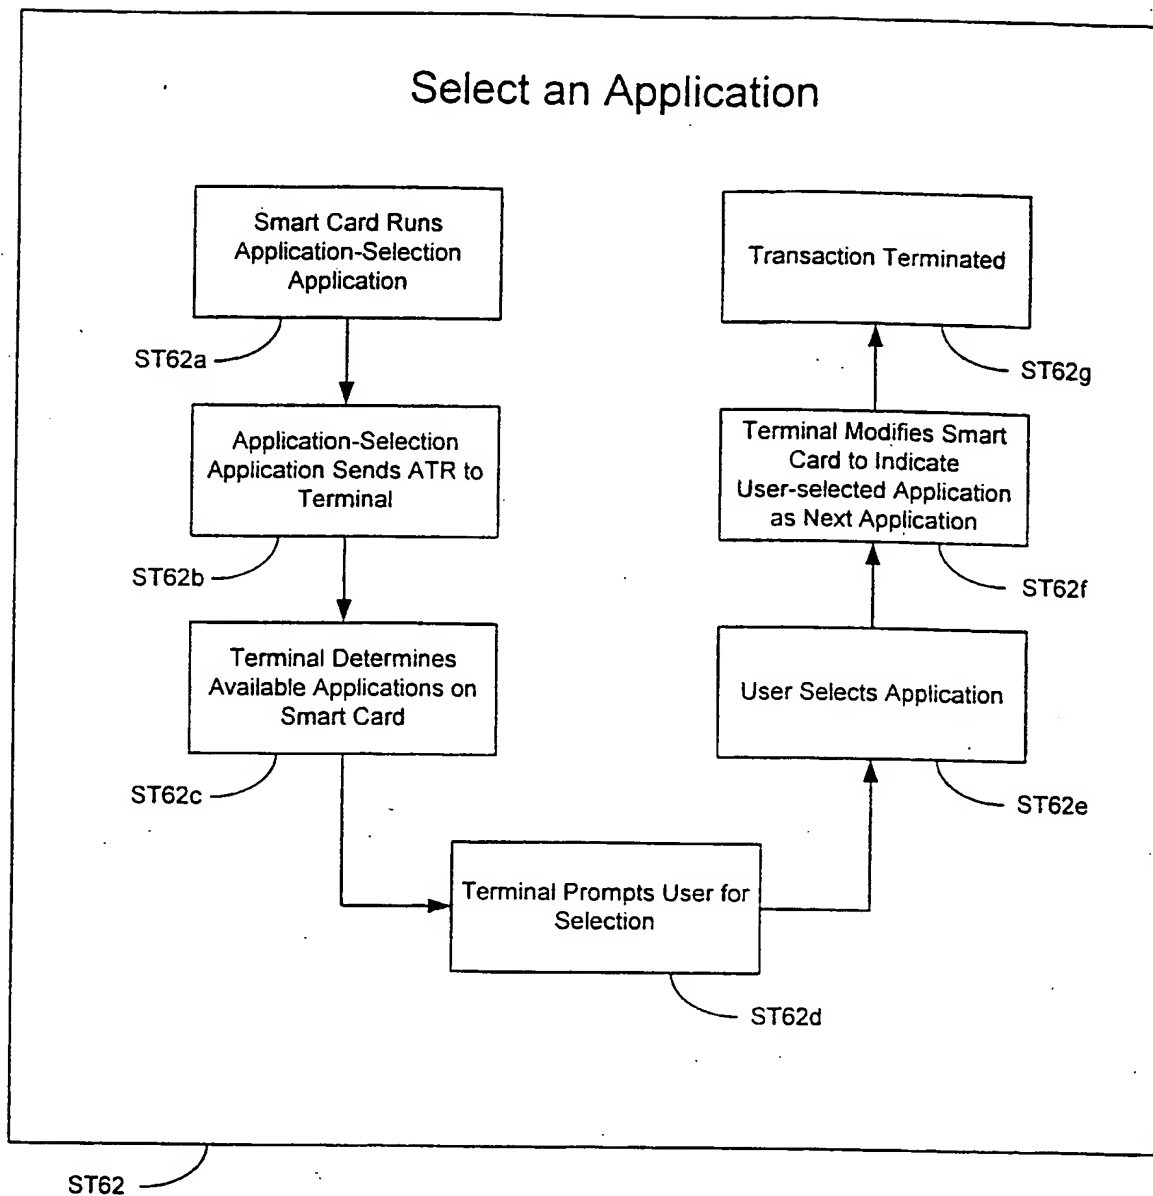 Select an Application
Smart Card Runs
Application-Selection
Application
ST62a
Application-Selection
Application Sends ATR to
Terminal
ST62b
Terminal Determines
Available Applications on
Smart Card
ST62c
Terminal Prompts User for
Selection
ST62d
User Selects Application
ST62e
Terminal Modifies Smart
Card to Indicate
User-selected Application
as Next Application
ST62f
Transaction Terminated
ST62g
ST62